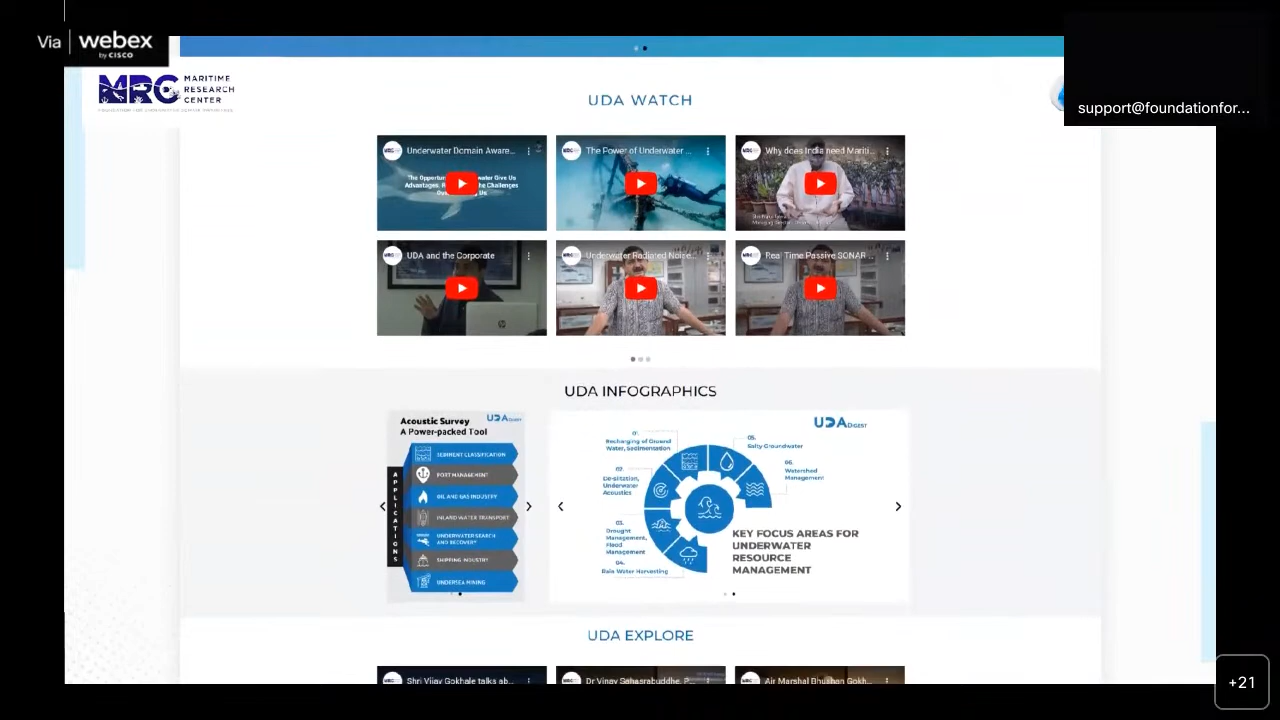 Via webex
by CISCO
MRC MARITIME
RESEARCH
CENTER
support@foundationfor...
UDA WATCH
Underwater Domain Aware...
The Power of Underwater ...
Why does India need Mariti...
UDA and the Corporate
Underwater Radiated Noise...
Real Time Passive SONAR ...
UDA INFOGRAPHICS
Acoustic Survey
A Power-packed Tool
UDA DIGEST
APPLICATIONS
SEDIMENT CLASSIFICATION
PORT MANAGEMENT
OIL AND GAS INDUSTRY
INLAND WATER TRANSPORT
UNDERWATER SEARCH
AND RECOVERY
SHIPPING INDUSTRY
UNDERSEA MINING
UDA DIGEST
01.
Recharging of Ground
Water, Sedimentation
02.
De-siltation,
Underwater
Acoustics
03.
Drought
Management,
Flood
Management
04.
Rain Water Harvesting
05.
Salty Groundwater
06.
Watershed
Management
KEY FOCUS AREAS FOR
UNDERWATER
RESOURCE
MANAGEMENT
UDA EXPLORE
Shri Vijay Gokhale talks ab...
Dr Vinay Sahasrabuddhe, P...
Air Marshal Bhushan Gokh...
+21